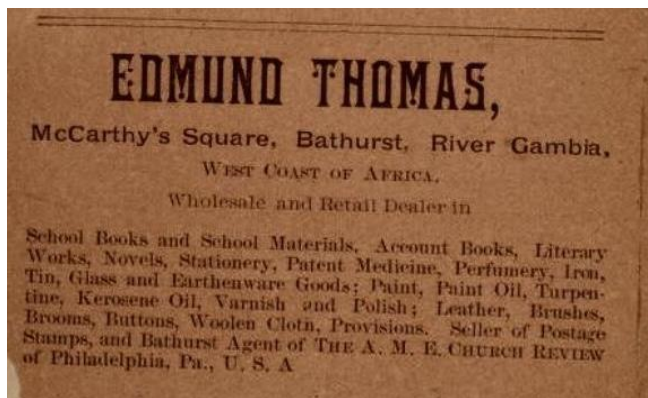 EDMUND THOMAS,
McCarthy's Square, Bathurst, River Gambia,
WEST COAST OF AFRICA.
Wholesale and Retail Dealer in
School Books and School Materials, Account Books, Literary
Works, Novels, Stationery, Patent Medicine, Perfumery, Iron,
Tin, Glass and Earthenware Goods; Paint, Paint Oil, Turpen-
tine, Kerosene Oil, Varnish and Polish; Leather, Brushes,
Brooms, Buttons, Woolen Clotn, Provisions. Seller of Postage
Stamps, and Bathurst Agent of THE A. M. E. CHURCH REVIEW
of Philadelphia, Pa., U. S. A